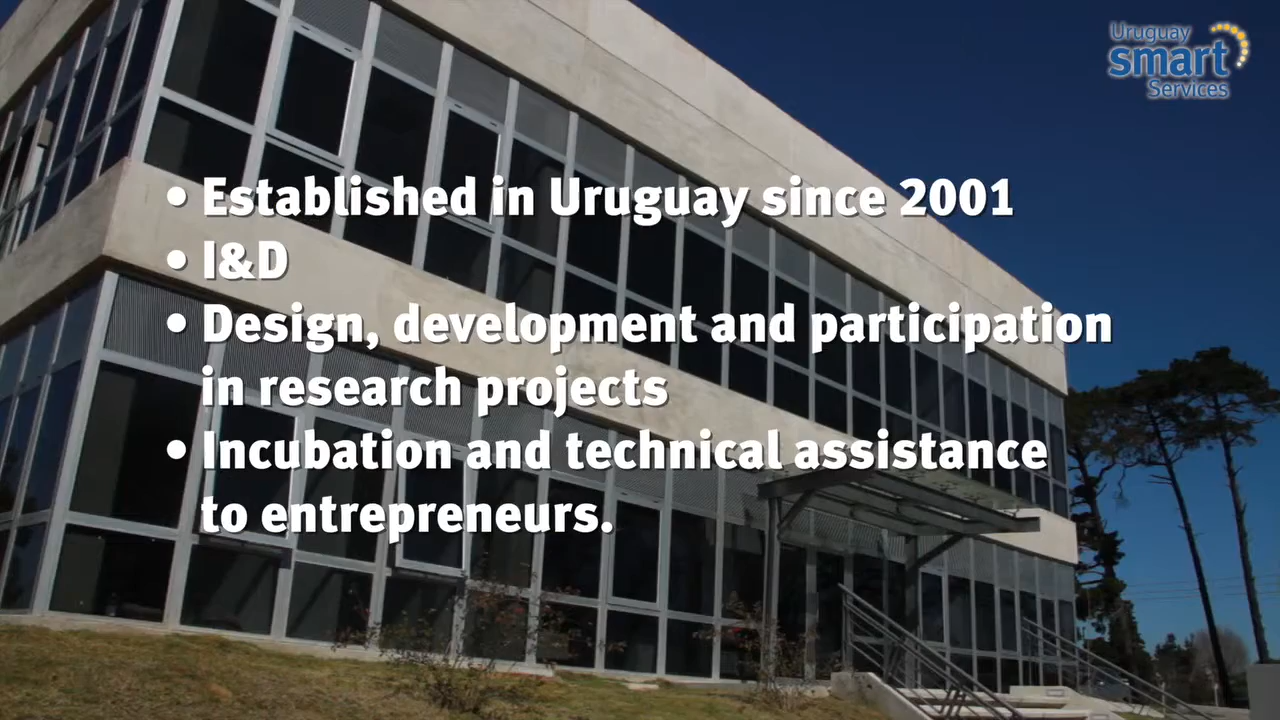 Uruguay
smart
Services
• Established in Uruguay since 2001
• I&D
• Design, development and participation
in research projects
• Incubation and technical assistance
to entrepreneurs.